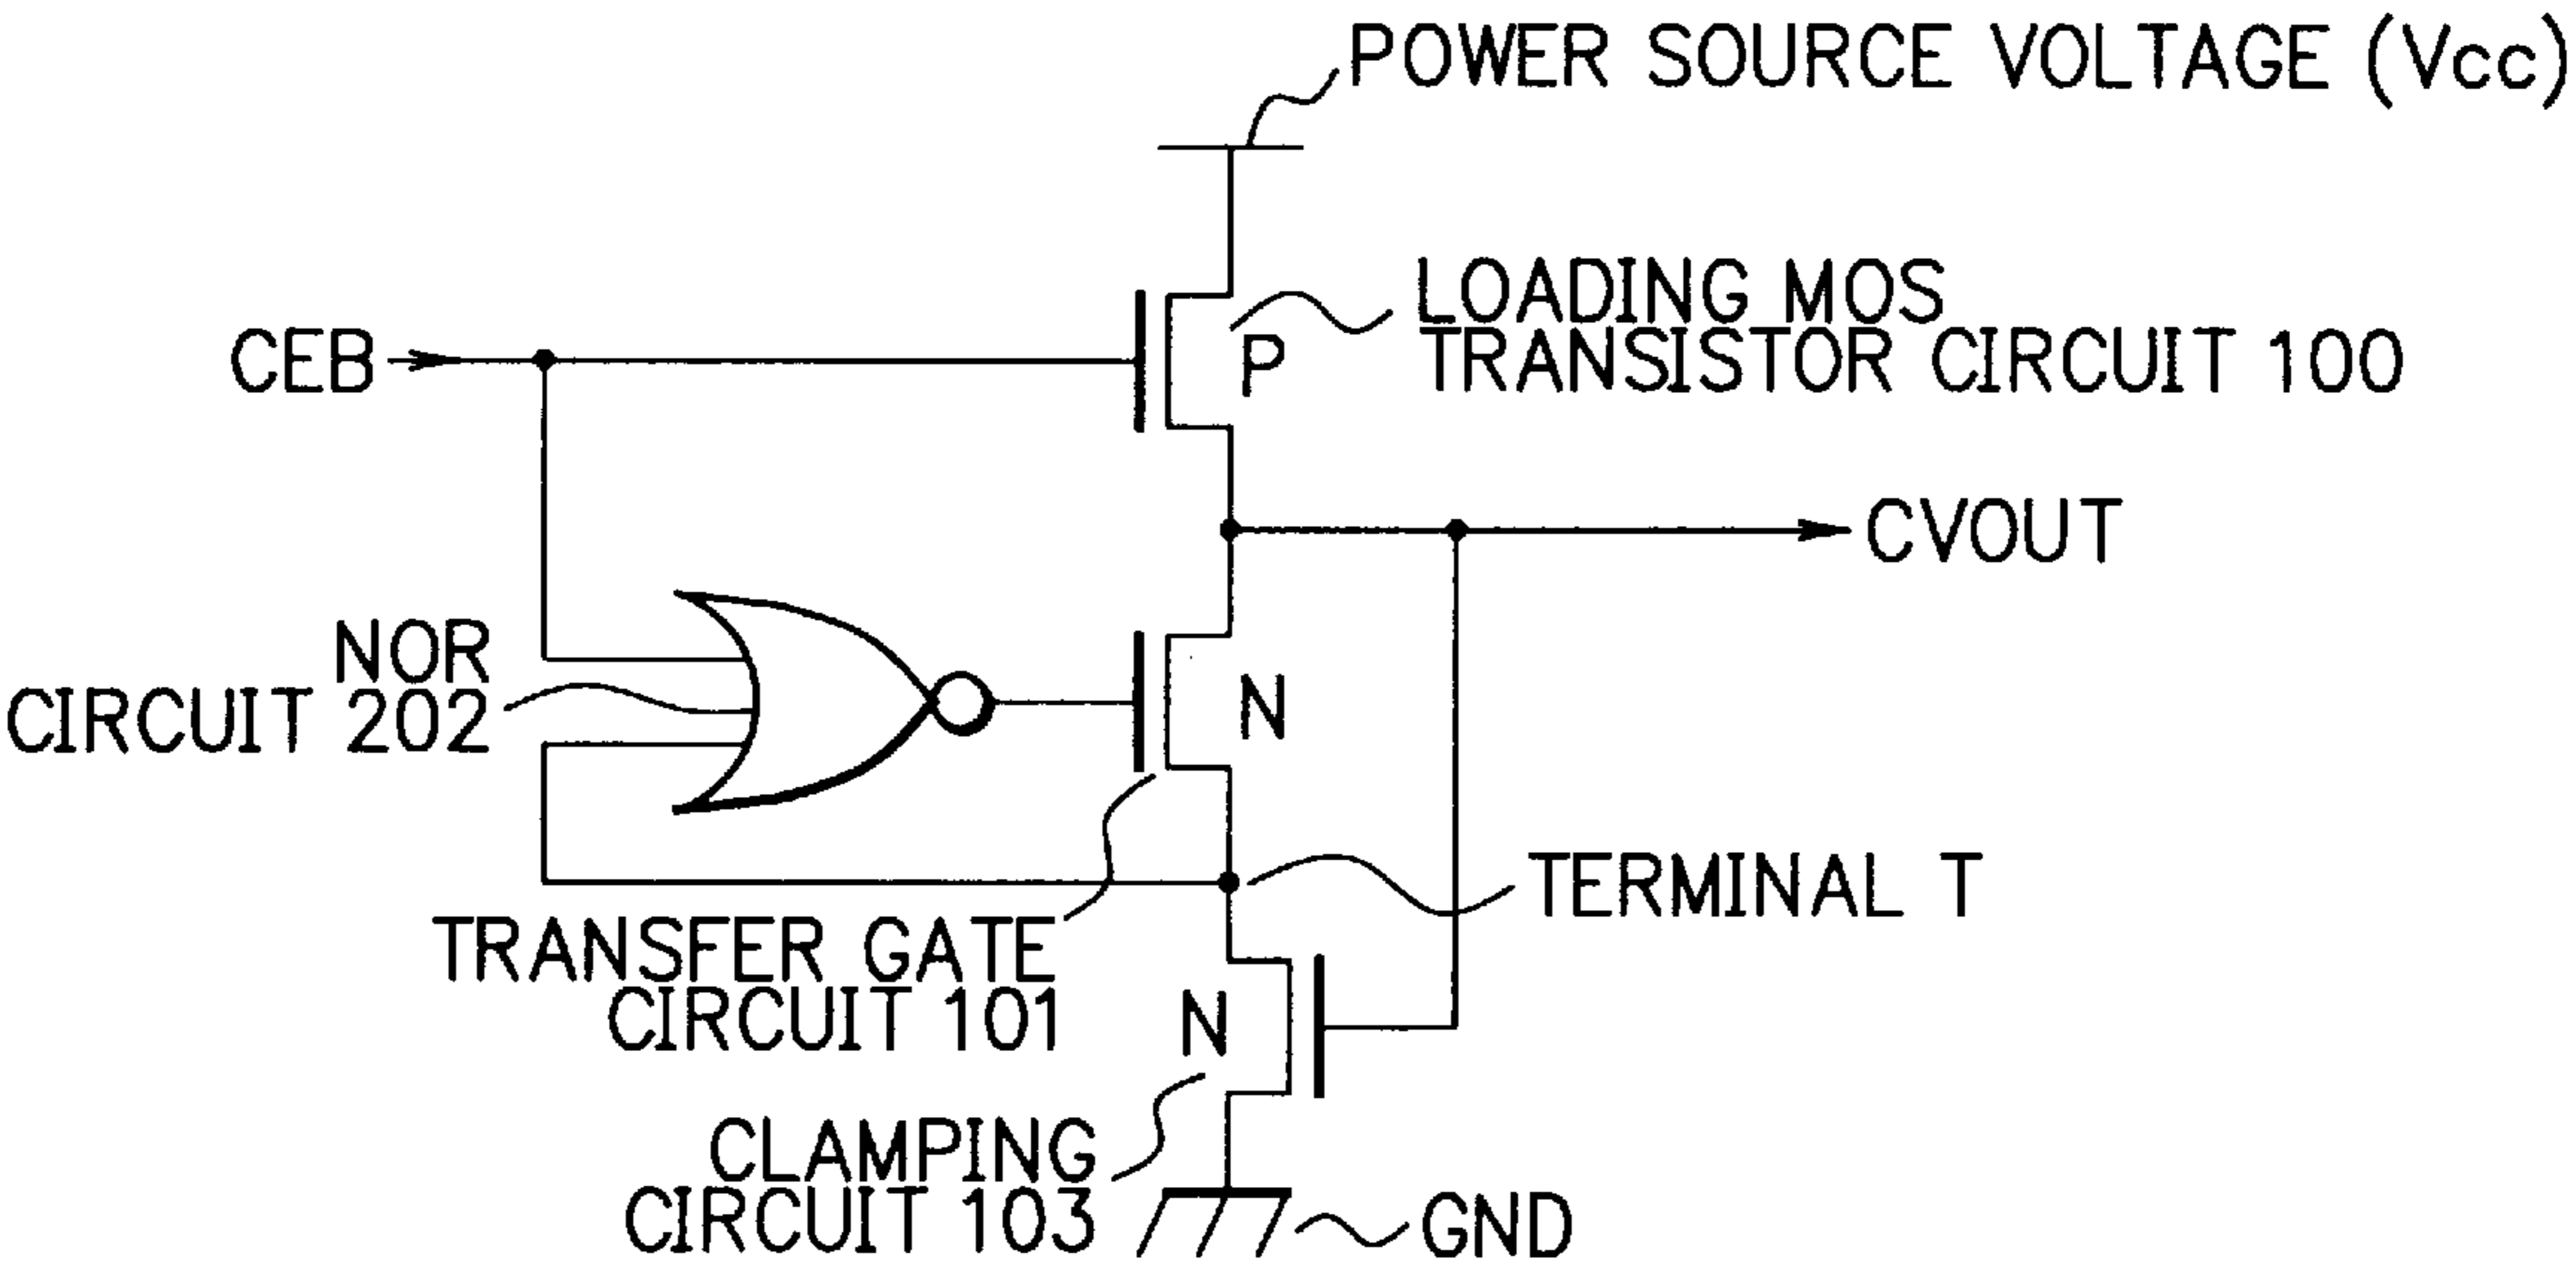 POWER SOURCE VOLTAGE (Vcc)
LOADING MOS
TRANSISTOR CIRCUIT 100
CEB
P
CVOUT
NOR
CIRCUIT 202
N
TERMINAL T
TRANSFER GATE
CIRCUIT 101
N
CLAMPING
CIRCUIT 103
GND